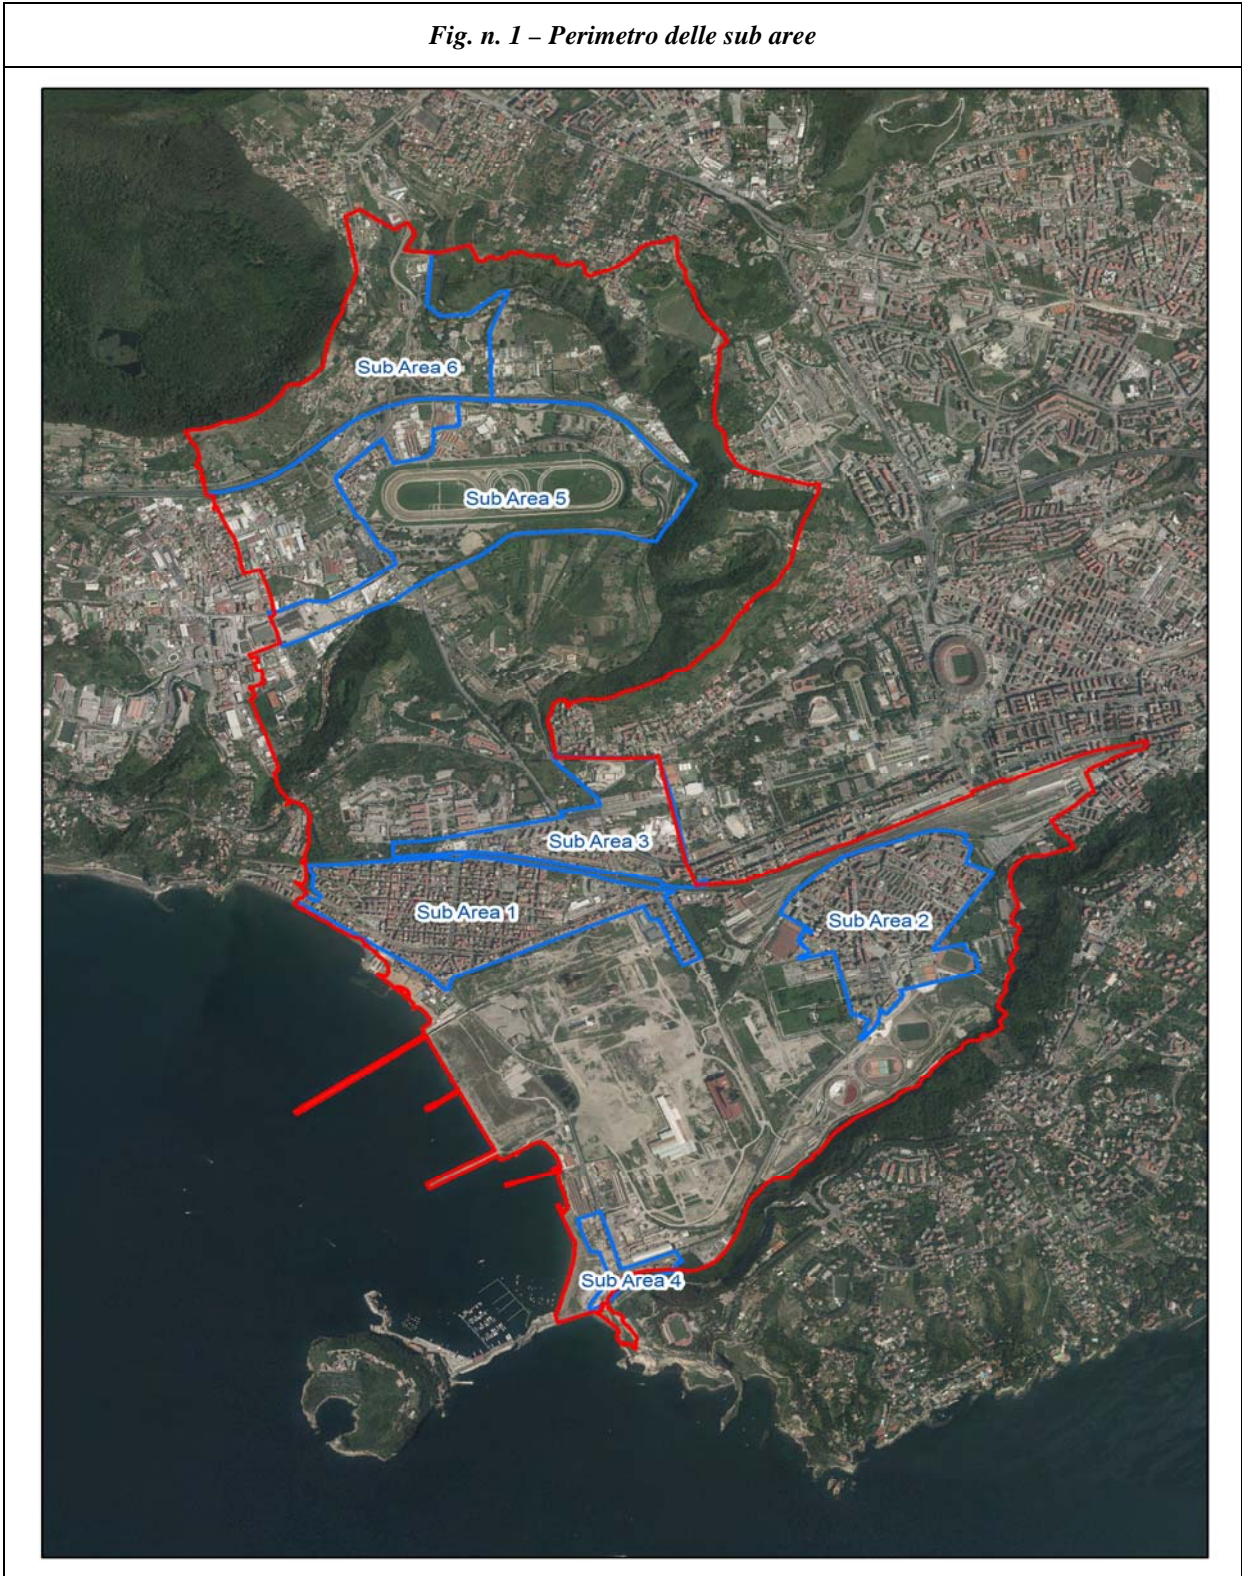 Fig. n. 1 – Perimetro delle sub aree
Sub Area 6
Sub Area 5
Sub Area 3
Sub Area 1
Sub Area 2
Sub Area 4